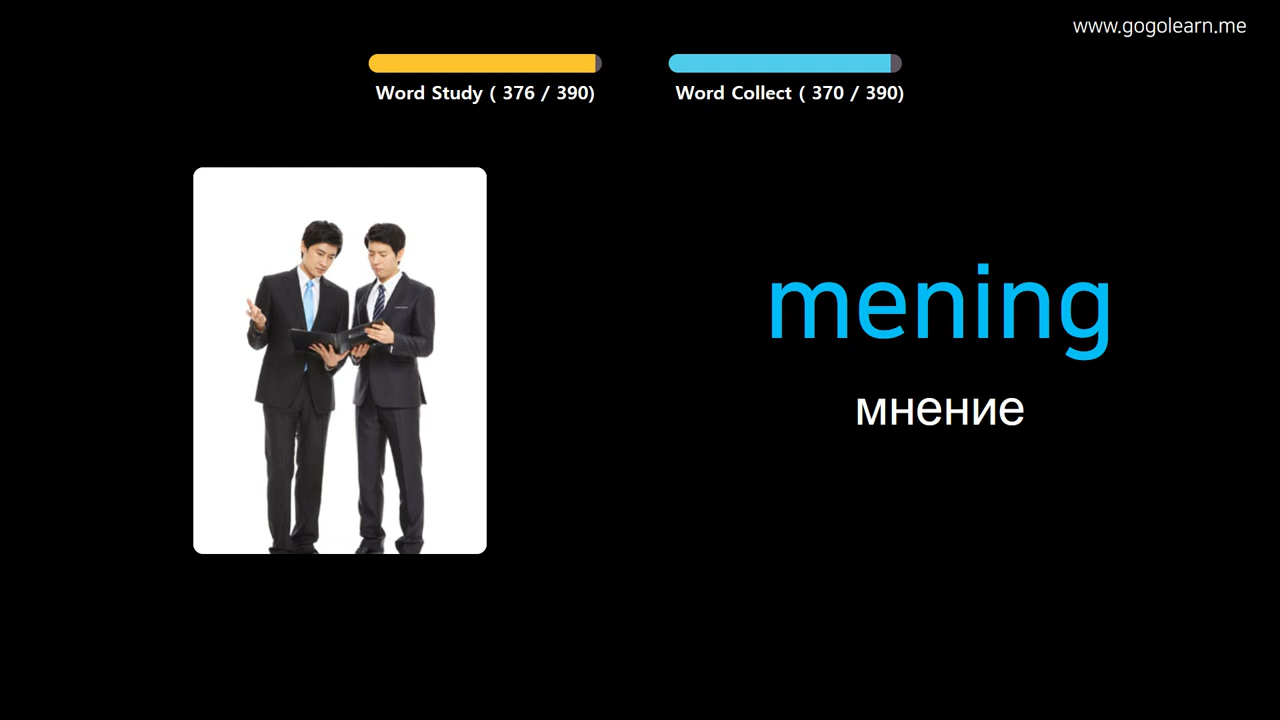 www.gogolearn.me
Word Study ( 376 / 390)
Word Collect ( 370 / 390)
mening
мнение